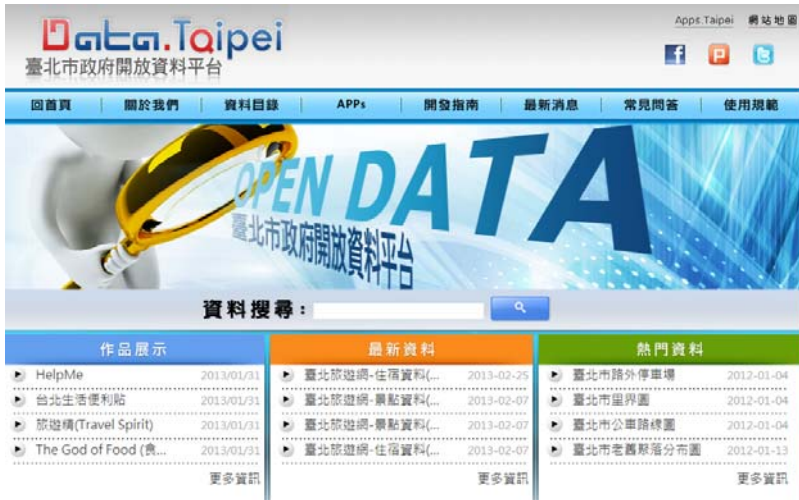 Data.Taipei
臺北市政府開放資料平台
Apps.Taipei 網站地圖
回首頁 關於我們 資料目錄 APPs 開發指南 最新消息 常見問答 使用規範
OPEN DATA
臺北市政府開放資料平台
資料搜尋：
作品展示
HelpMe 2013/01/31
台北生活便利貼 2013/01/31
旅遊精(Travel Spirit) 2013/01/31
The God of Food (食... 2013/01/31
更多資訊
最新資料
臺北旅遊網-住宿資料(... 2013-02-25
臺北旅遊網-景點資料(... 2013-02-07
臺北旅遊網-景點資料(... 2013-02-07
臺北旅遊網-住宿資料(... 2013-02-07
更多資訊
熱門資料
臺北市路外停車場 2012-01-04
臺北市里界圖 2012-01-04
臺北市公車路線圖 2012-01-04
臺北市老舊聚落分布圖 2012-01-13
更多資訊